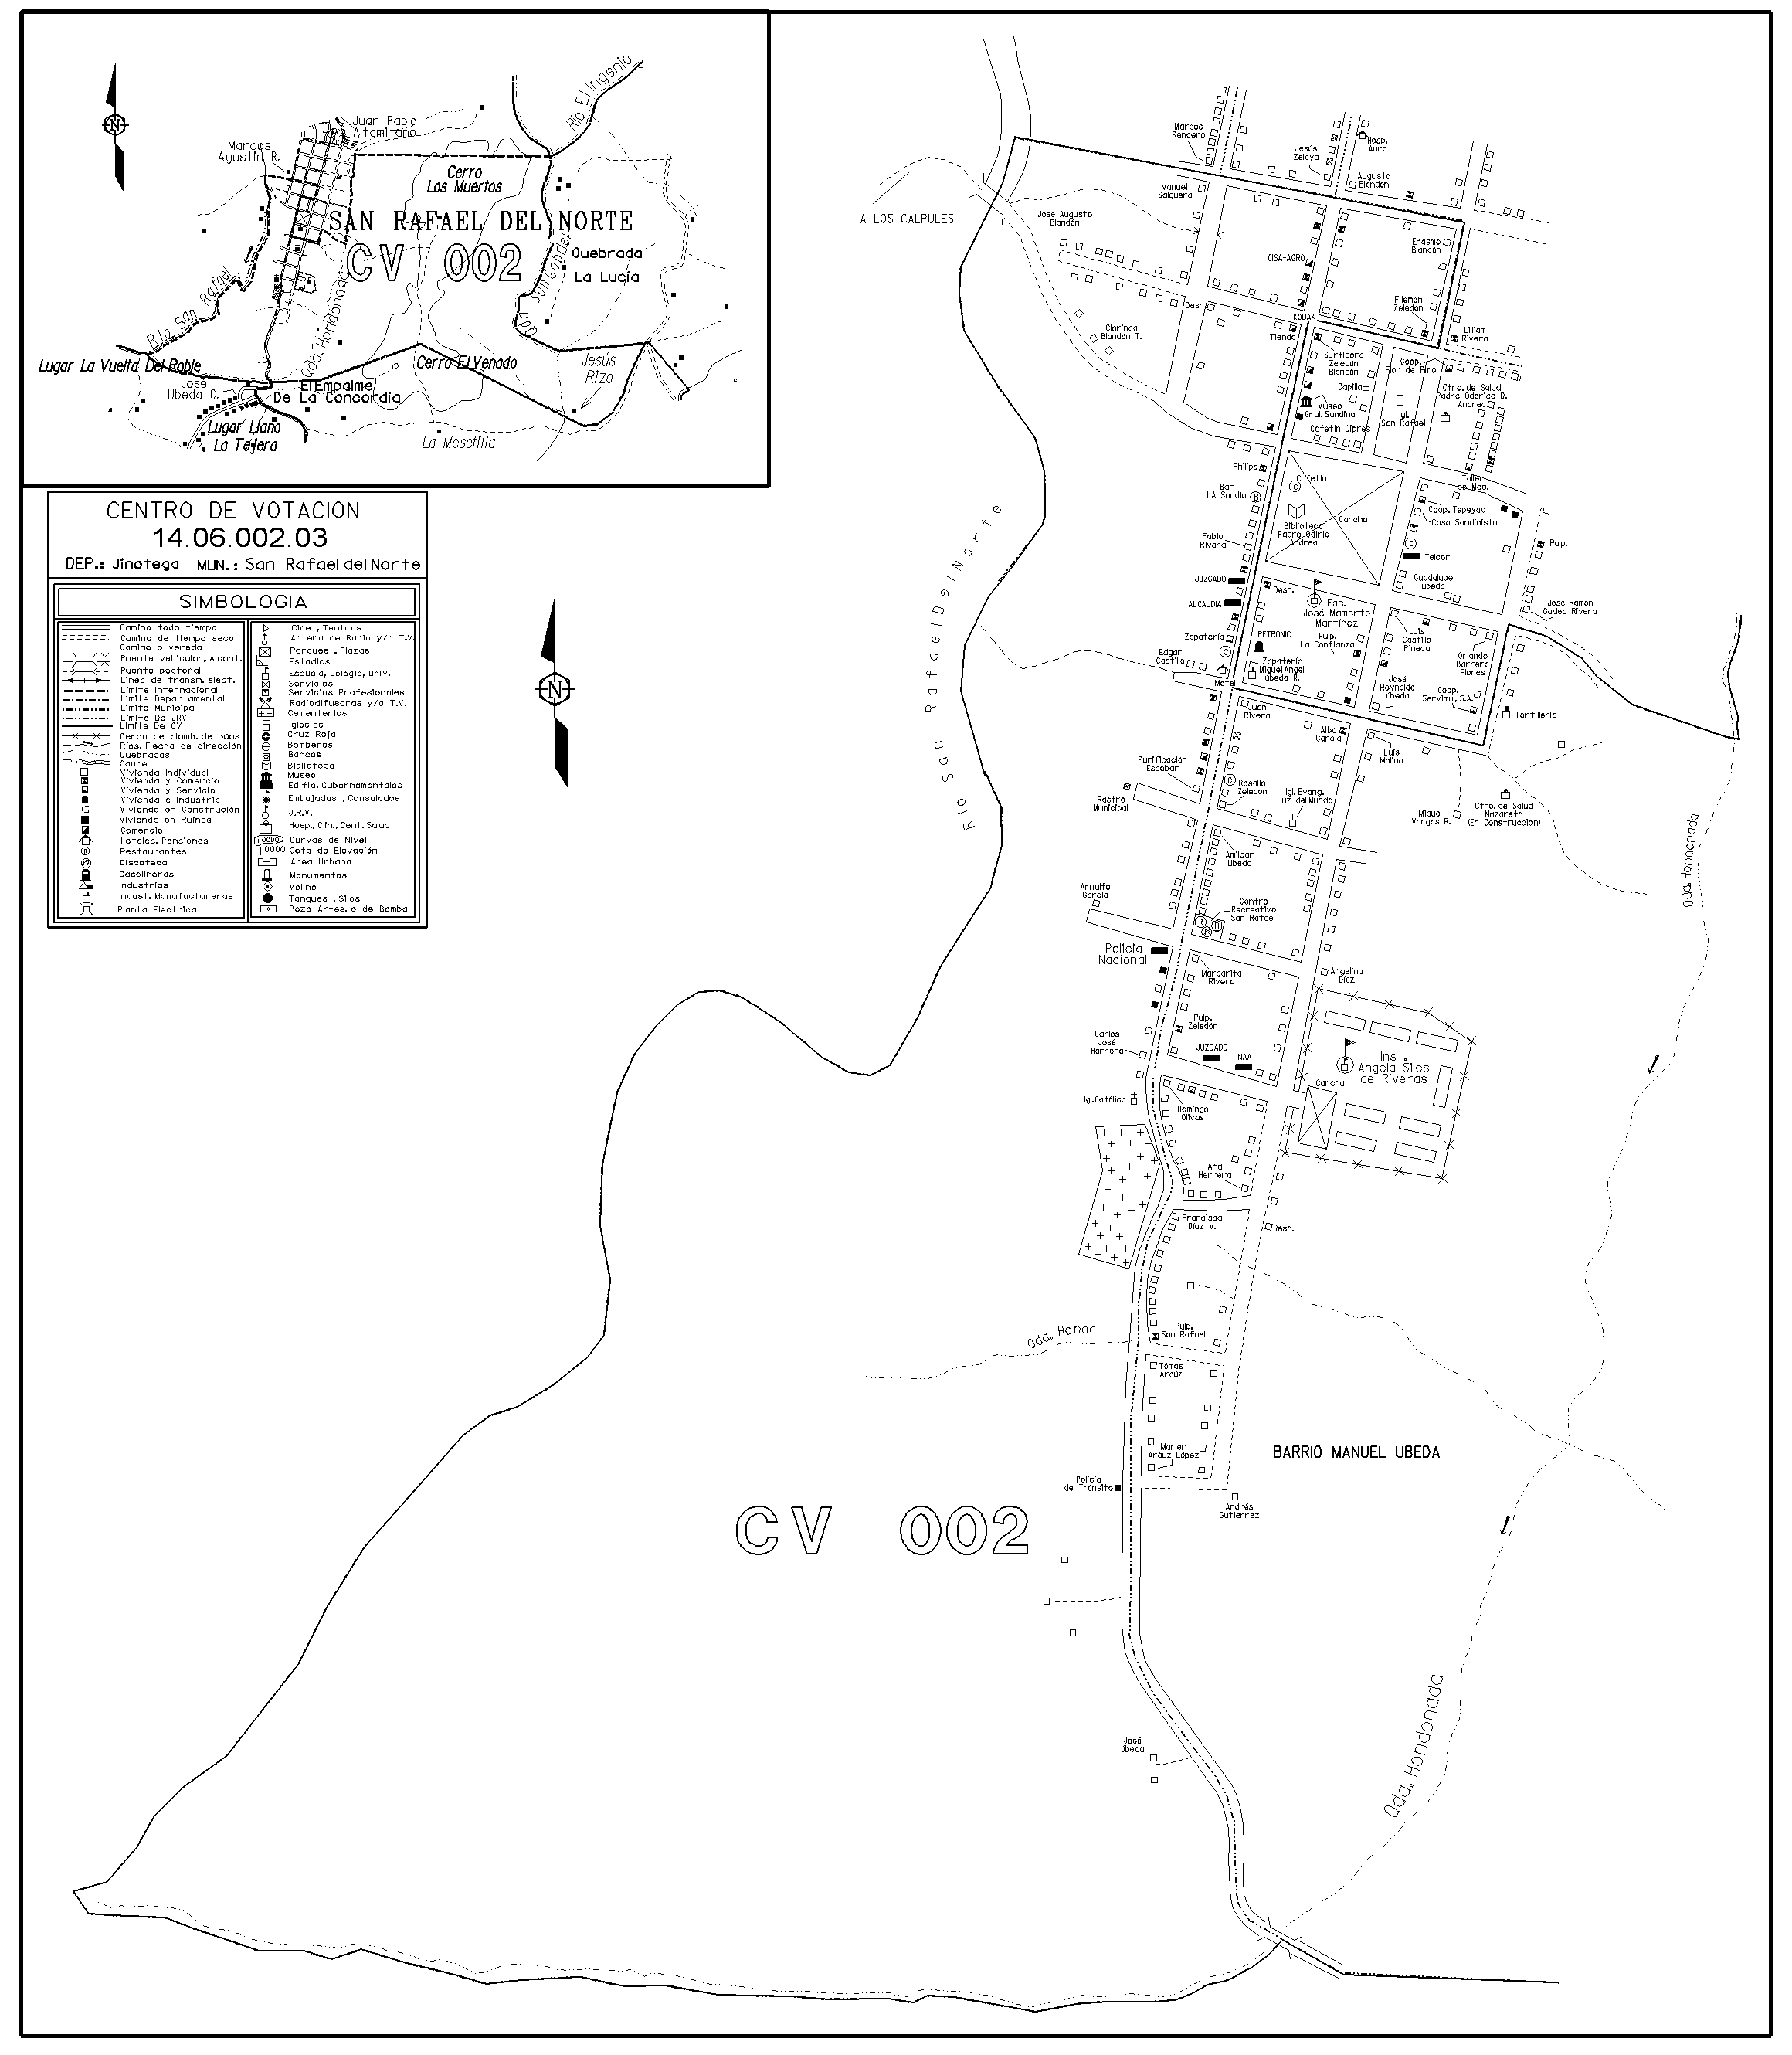 N
Río El Ingenio
Juan Pablo
Altamirano
Marcos
Agustín R.
Cerro
Los Muertos
SAN RAFAEL DEL NORTE
CV 002
Quebrada
La Lucía
San Gabriel
Río San Rafael
Qda. Hondonada
Lugar La Vuelta Del Roble
José
Ubeda C.
El Empalme
De La Concordia
Cerro El Venado
Jesús
Rizo
Lugar Llano
La Tejera
La Mesetilla
CENTRO DE VOTACION
14.06.002.03
DEP.: Jinotega MUN.: San Rafael del Norte
SIMBOLOGIA
Camino todo tiempo
Camino de tiempo seco
Camino o vereda
Puente vehicular, Alcant.
Puente peatonal
Línea de transm. elect.
Límite Internacional
Límite Departamental
Límite Municipal
Límite De JRV
Límite De CV
Cerca de alamb. de púas
Ríos, Flecha de dirección
Quebradas
Cauce
Vivienda Individual
Vivienda y Comercio
Vivienda y Servicio
Vivienda e Industria
Vivienda en Construción
Vivienda en Ruinas
Comercio
Hoteles, Pensiones
Restaurantes
Discoteca
Gasolineras
Industrias
Indust. Manufactureras
Planta Electrica
Cine , Teatros
Antena de Radio y/o T.V.
Parques , Plazas
Estadios
Escuela, Colegio, Univ.
Servicios
Servicios Profesionales
Radiodifusoras y/o T.V.
Cementerios
Iglesias
Cruz Roja
Bomberos
Bancos
Biblioteca
Museo
Edific. Gubernamentales
Embajadas , Consulados
J.R.V.
Hosp., Clin., Cent. Salud
Curvas de Nivel
Cota de Elevación
Area Urbana
Monumentos
Molino
Tanques , Silos
Pozo Artes. o de Bomba
N
A LOS CALPULES
Marcos
Rendero
Jesús
Zelaya
Hosp.
Aura
Augusto
Blandón
Manuel
Salguera
José Augusto
Blandón
CISA-AGRO
Erasmo
Blandón
Filemón
Zeledón
Desh.
KODAK
Tienda
Clarinda
Blandón T.
Liliam
Rivera
Surtidora
Zeledón
Blandón
Coop.
Flor de Pino
Capilla
Museo
Gral. Sandino
Cafetín Ciprés
Igl.
San Rafael
Ctro. de Salud
Padre Odorico D.
Andrea
Philips
Bar
LA Sandía
Cafetín
Biblioteca
Padre Odirio
Andrea
Cancha
Taller
de Mec.
Coop. Tepeyac
Casa Sandinista
Telcor
Guadalupe
Ubeda
Pulp.
Fabio
Rivera
JUZGADO
ALCALDIA
Desh.
Esc.
José Mamerto
Martínez
José Ramón
Gadea Rivera
Zapatería
PETRONIC
Pulp.
La Confianza
Luis
Castillo
Pineda
Orlando
Barrera
Flores
Edgar
Castillo
Zapatería
Miguel Angel
Ubeda R.
Motel
José
Reynaldo
Ubeda
Coop.
Servimul, S.A.
Tortillería
Juan
Rivera
Alba
García
Luis
Molina
Purificación
Escobar
Rastro
Municipal
Rosalío
Zeledón
Igl. Evang.
Luz del Mundo
Miguel
Vargas R.
Ctro. de Salud
Nazareth
(En Construcción)
Río San Rafael Del Norte
Qda. Hondonada
Amilcar
Ubeda
Arnulfo
García
Centro
Recreativo
San Rafael
Policía
Nacional
Margarita
Rivera
Angelina
Díaz
Pulp.
Zeledón
Carlos
José
Herrera
JUZGADO
INAA
Inst.
Angela Siles
de Riveras
Cancha
Igl. Católica
Domingo
Olivas
Ana
Herrera
Francisca
Díaz M.
Desh.
Qda. Honda
Pulp.
San Rafael
Tómas
Araúz
Marlen
Aráuz López
Policía
de Tránsito
BARRIO MANUEL UBEDA
Andrés
Gutierrez
CV 002
José
Ubeda
Qda. Hondonada